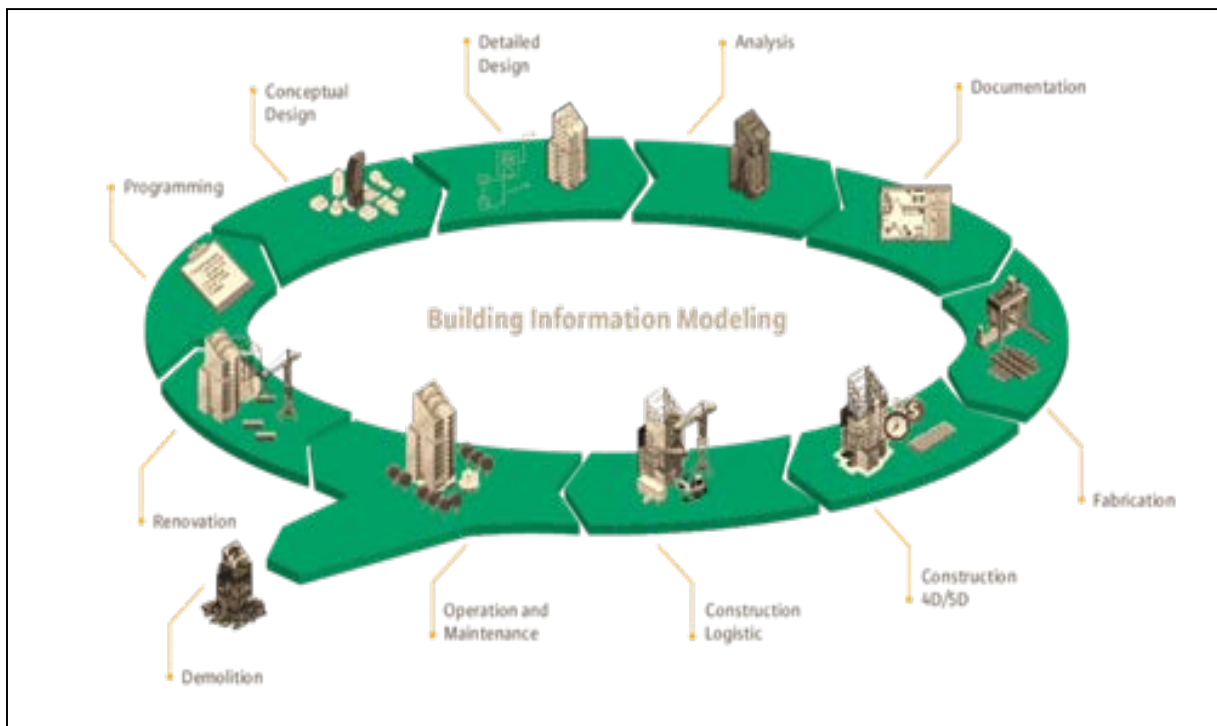 Detailed
Design
Analysis
Conceptual
Design
Documentation
Programming
Building Information Modeling
Renovation
Fabrication
Construction
4D/5D
Operation and
Maintenance
Construction
Logistic
Demolition